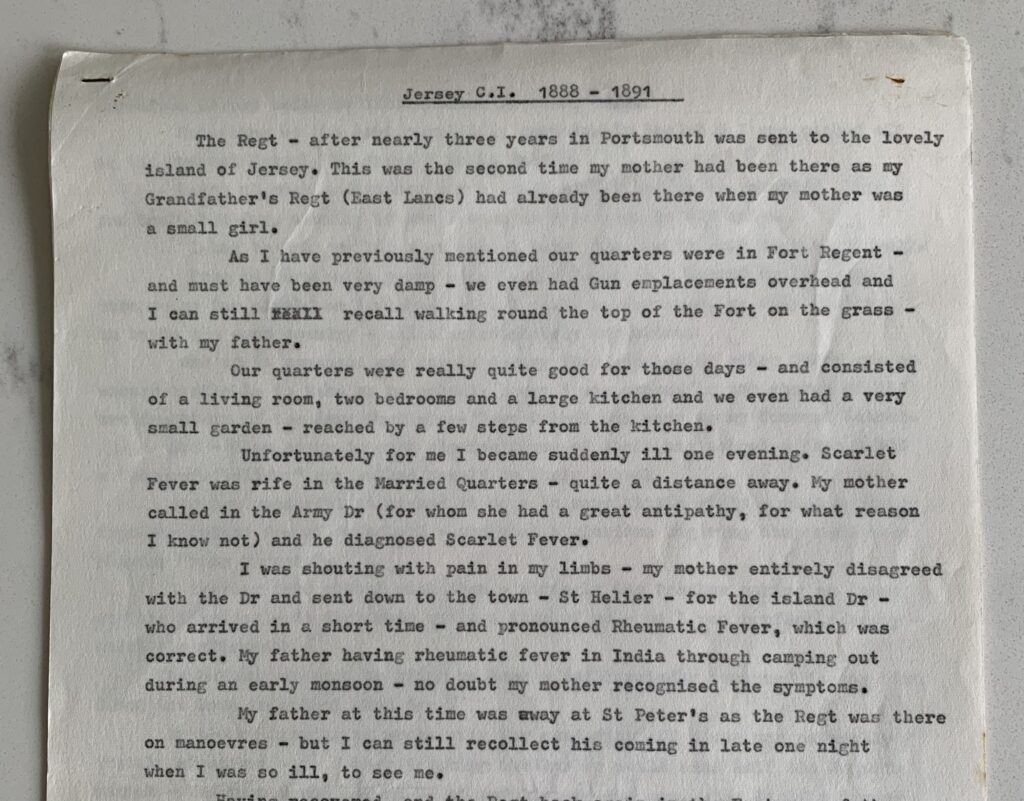 Jersey C.I. 1888 - 1891
The Regt - after nearly three years in Portsmouth was sent to the lovely
island of Jersey. This was the second time my mother had been there as my
Grandfather's Regt (East Lancs) had already been there when my mother was
a small girl.
As I have previously mentioned our quarters were in Fort Regent -
and must have been very damp - we even had Gun emplacements overhead and
I can still recall walking round the top of the Fort on the grass -
with my father.
Our quarters were really quite good for those days - and consisted
of a living room, two bedrooms and a large kitchen and we even had a very
small garden - reached by a few steps from the kitchen.
Unfortunately for me I became suddenly ill one evening. Scarlet
Fever was rife in the Married Quarters - quite a distance away. My mother
called in the Army Dr (for whom she had a great antipathy, for what reason
I know not) and he diagnosed Scarlet Fever.
I was shouting with pain in my limbs - my mother entirely disagreed
with the Dr and sent down to the town - St Helier - for the island Dr -
who arrived in a short time - and pronounced Rheumatic Fever, which was
correct. My father having rheumatic fever in India through camping out
during an early monsoon - no doubt my mother recognised the symptoms.
My father at this time was away at St Peter's as the Regt was there
on manoevres - but I can still recollect his coming in late one night
when I was so ill, to see me.
Having recovered, and the Regt back again in the